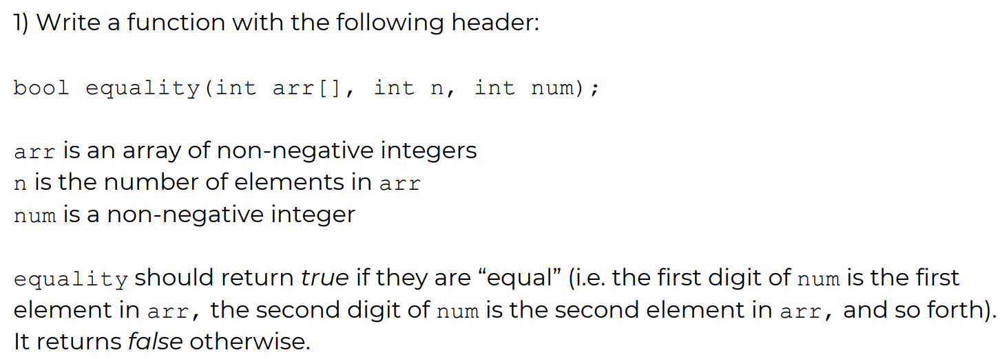 1) Write a function with the following header:
bool equality(int arr[], int n, int num);
arr is an array of non-negative integers
n is the number of elements in arr
num is a non-negative integer
equality should return true if they are “equal” (i.e. the first digit of num is the first
element in arr, the second digit of num is the second element in arr, and so forth).
It returns false otherwise.